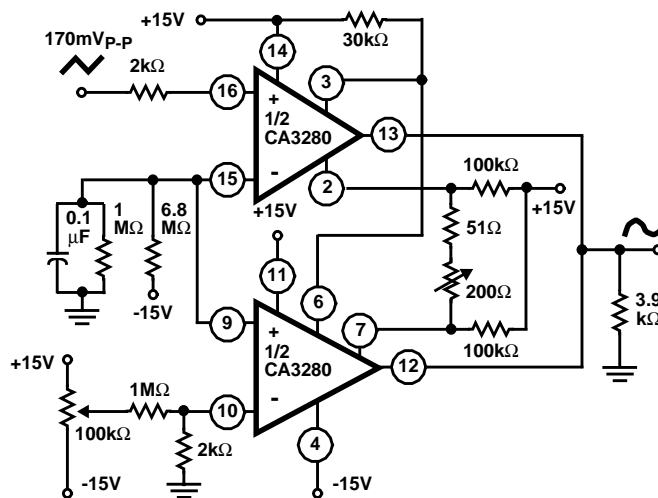 +15V
30kΩ
170mVP-P
14
2kΩ
3
16
+
1/2
CA3280
13
15
-
2
100kΩ
+15V
+15V
51Ω
0.1
µF
1
MΩ
6.8
MΩ
-15V
11
6
200Ω
7
100kΩ
3.9
kΩ
9
+
1/2
CA3280
12
+15V
1MΩ
10
-
100kΩ
2kΩ
4
-15V
-15V